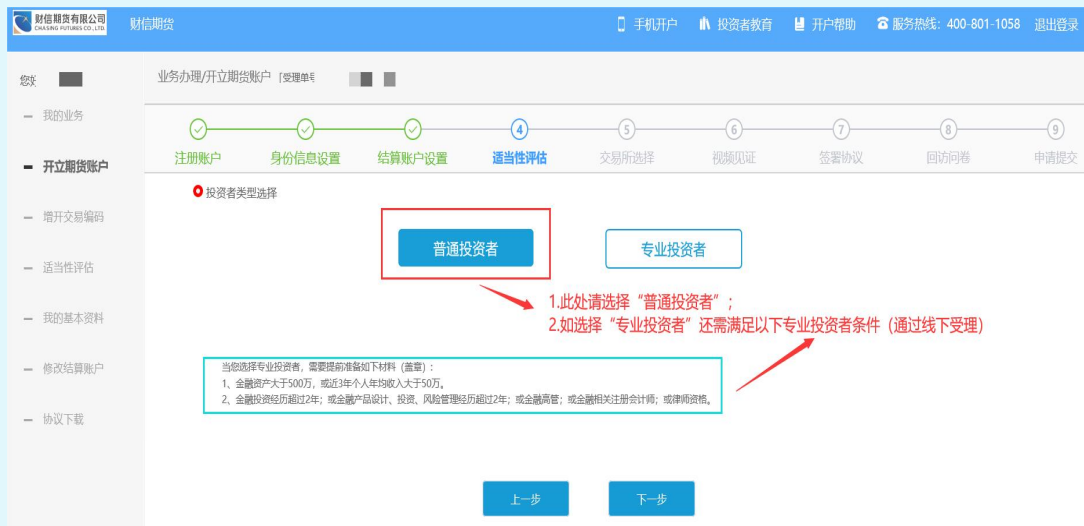 财信期货有限公司
CHASING FUTURES CO., LTD.
财信期货
手机开户
投资者教育
开户帮助
服务热线：400-801-1058
退出登录
您好
业务办理/开立期货账户
我的业务
开立期货账户
增开交易编码
适当性评估
我的基本资料
修改结算账户
协议下载
4
5
6
7
8
9
注册账户
身份信息设置
结算账户设置
适当性评估
交易所选择
视频见证
签署协议
回访问卷
申请提交
投资者类型选择
普通投资者
专业投资者
1.此处请选择“普通投资者”；
2.如选择“专业投资者”还需满足以下专业投资者条件（通过线下受理）
当您选择专业投资者，需要提前准备如下材料（盖章）：
1、金融资产大于500万，或近3年个人年均收入大于50万。
2、金融投资经历超过2年；或金融产品设计、投资、风险管理经历超过2年；或金融高管；或金融相关注册会计师；或律师资格。
上一步
下一步